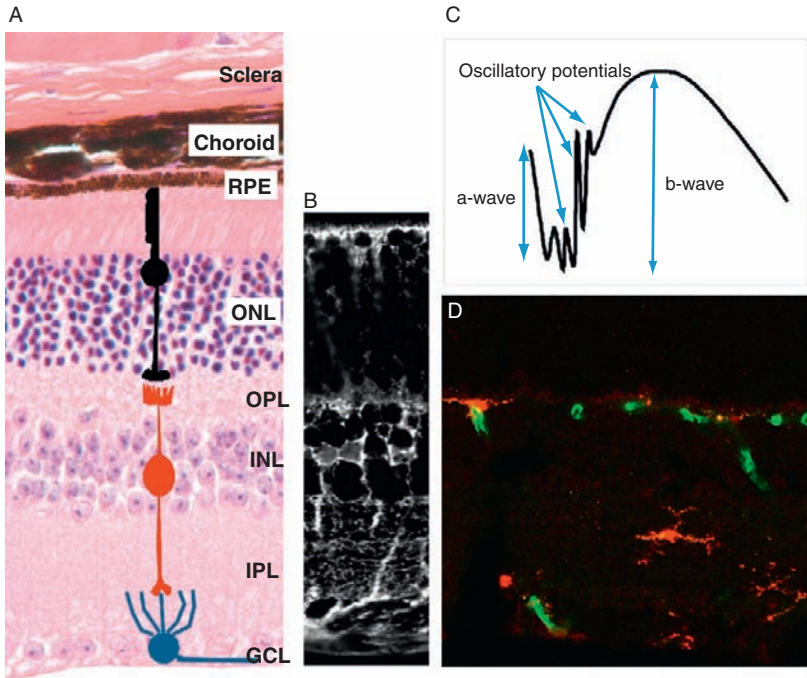 A
Sclera
Choroid
RPE
ONL
OPL
INL
IPL
GCL
B
C
Oscillatory potentials
a-wave
b-wave
D